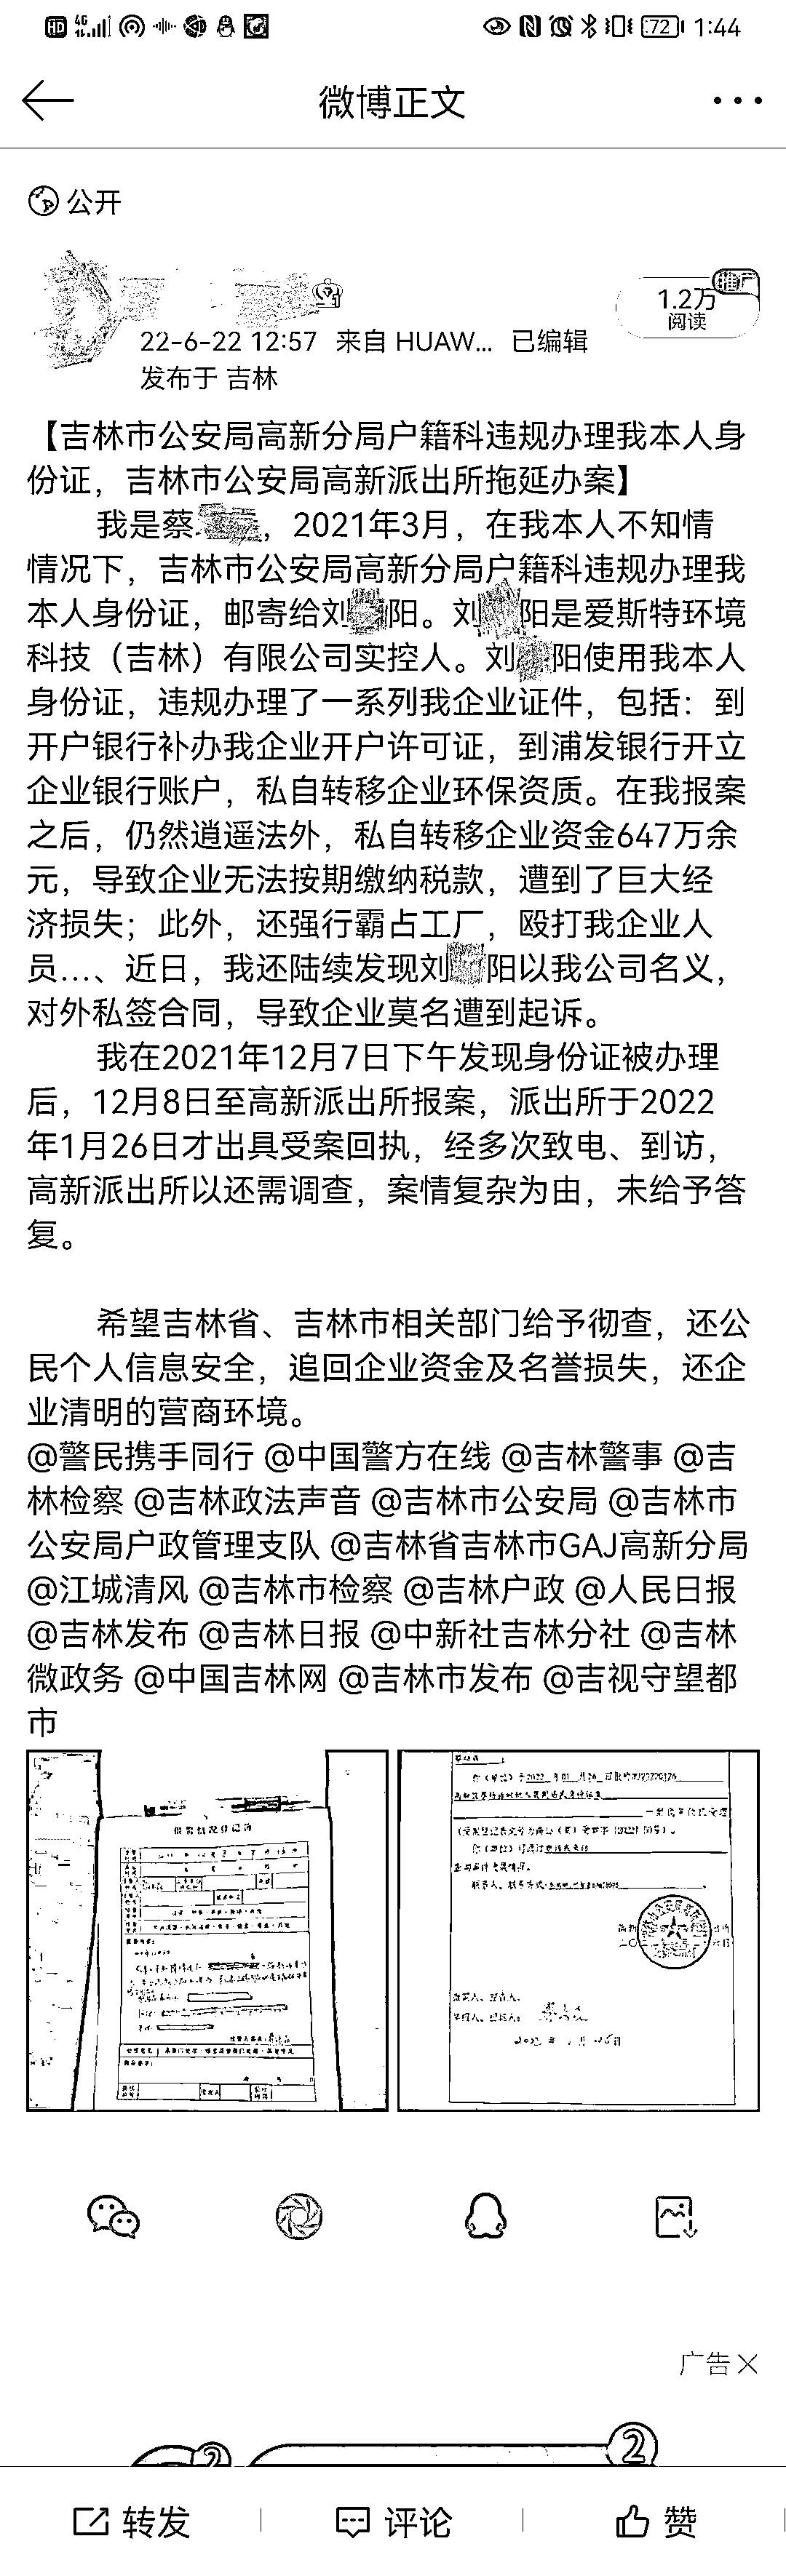 HD 4G 72 1:44
微博正文
公开
推广
1.2万
阅读
22-6-22 12:57 来自 HUAW... 已编辑
发布于 吉林
【吉林市公安局高新分局户籍科违规办理我本人身
份证，吉林市公安局高新派出所拖延办案】
我是蔡，2021年3月，在我本人不知情
情况下，吉林市公安局高新分局户籍科违规办理我
本人身份证，邮寄给刘阳。刘阳是爱斯特环境
科技（吉林）有限公司实控人。刘阳使用我本人
身份证，违规办理了一系列我企业证件，包括：到
开户银行补办我企业开户许可证，到浦发银行开立
企业银行账户，私自转移企业环保资质。在我报案
之后，仍然逍遥法外，私自转移企业资金647万余
元，导致企业无法按期缴纳税款，遭到了巨大经
济损失；此外，还强行霸占工厂，殴打我企业人
员...、近日，我还陆续发现刘阳以我公司名义，
对外私签合同，导致企业莫名遭到起诉。
我在2021年12月7日下午发现身份证被办理
后，12月8日至高新派出所报案，派出所于2022
年1月26日才出具受案回执，经多次致电、到访，
高新派出所以还需调查，案情复杂为由，未给予答
复。
希望吉林省、吉林市相关部门给予彻查，还公
民个人信息安全，追回企业资金及名誉损失，还企
业清明的营商环境。
@警民携手同行 @中国警方在线 @吉林警事 @吉
林检察 @吉林政法声音 @吉林市公安局 @吉林市
公安局户政管理支队 @吉林省吉林市GAJ高新分局
@江城清风 @吉林市检察 @吉林户政 @人民日报
@吉林发布 @吉林日报 @中新社吉林分社 @吉林
微政务 @中国吉林网 @吉林市发布 @吉视守望都
市
广告
2 2
转发 评论 赞